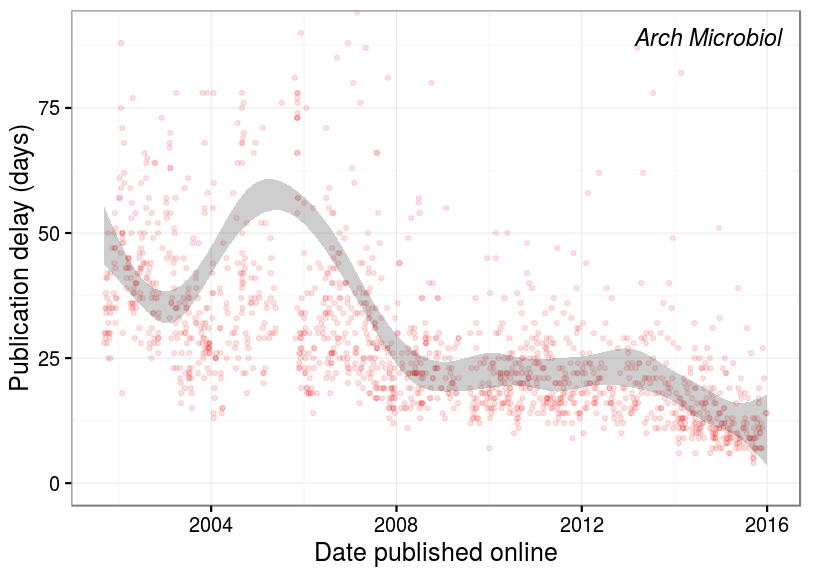 Arch Microbiol
Publication delay (days)
75
50
25
0
2004
2008
2012
2016
Date published online